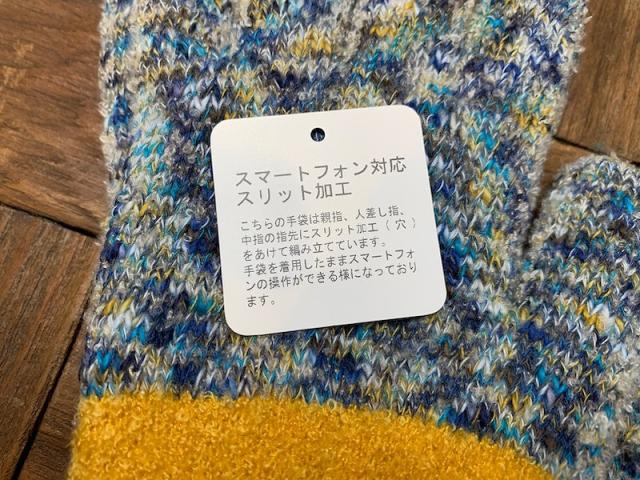 スマートフォン対応
スリット加工
こちらの手袋は親指、人差し指、
中指の指先にスリット加工（ 穴 ）
をあけて編み立てています。
手袋を着用したままスマートフォ
ンの操作ができる様になっており
ます。